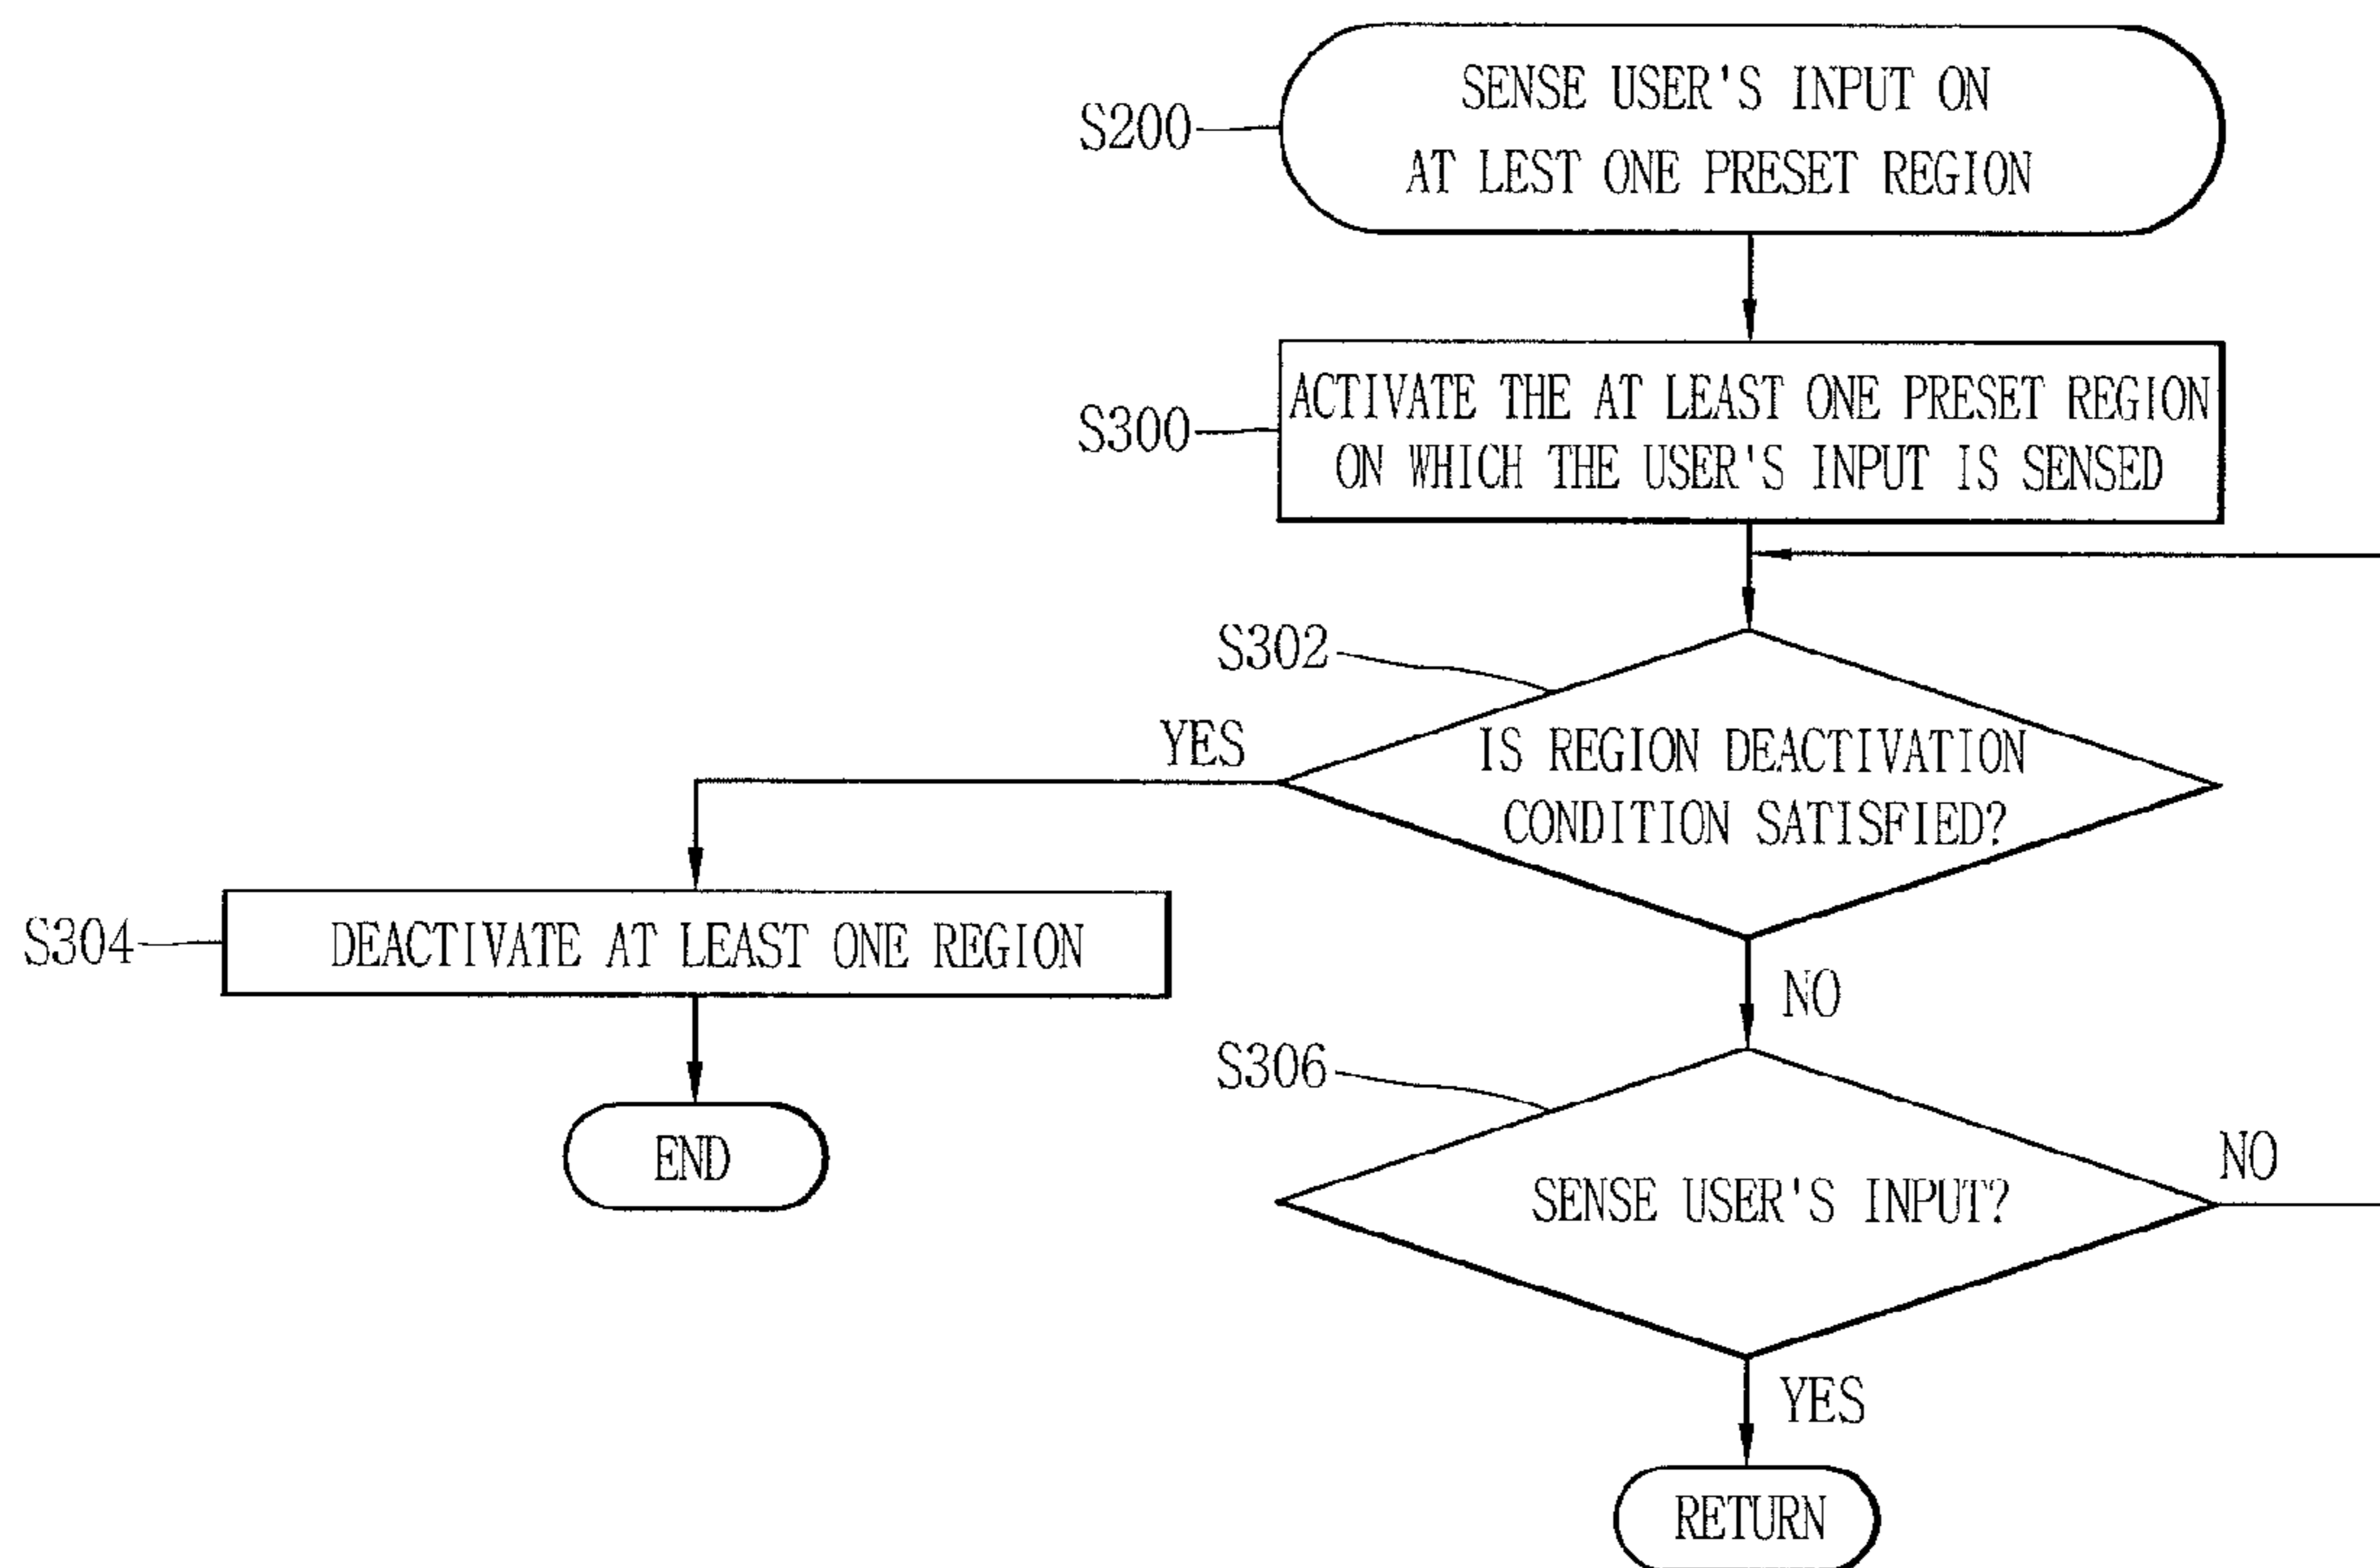 SENSE USER'S INPUT ON
AT LEST ONE PRESET REGION
S200
ACTIVATE THE AT LEAST ONE PRESET REGION
ON WHICH THE USER'S INPUT IS SENSED
S300
S302
YES
IS REGION DEACTIVATION
CONDITION SATISFIED?
S304
DEACTIVATE AT LEAST ONE REGION
NO
END
S306
SENSE USER'S INPUT?
NO
YES
RETURN